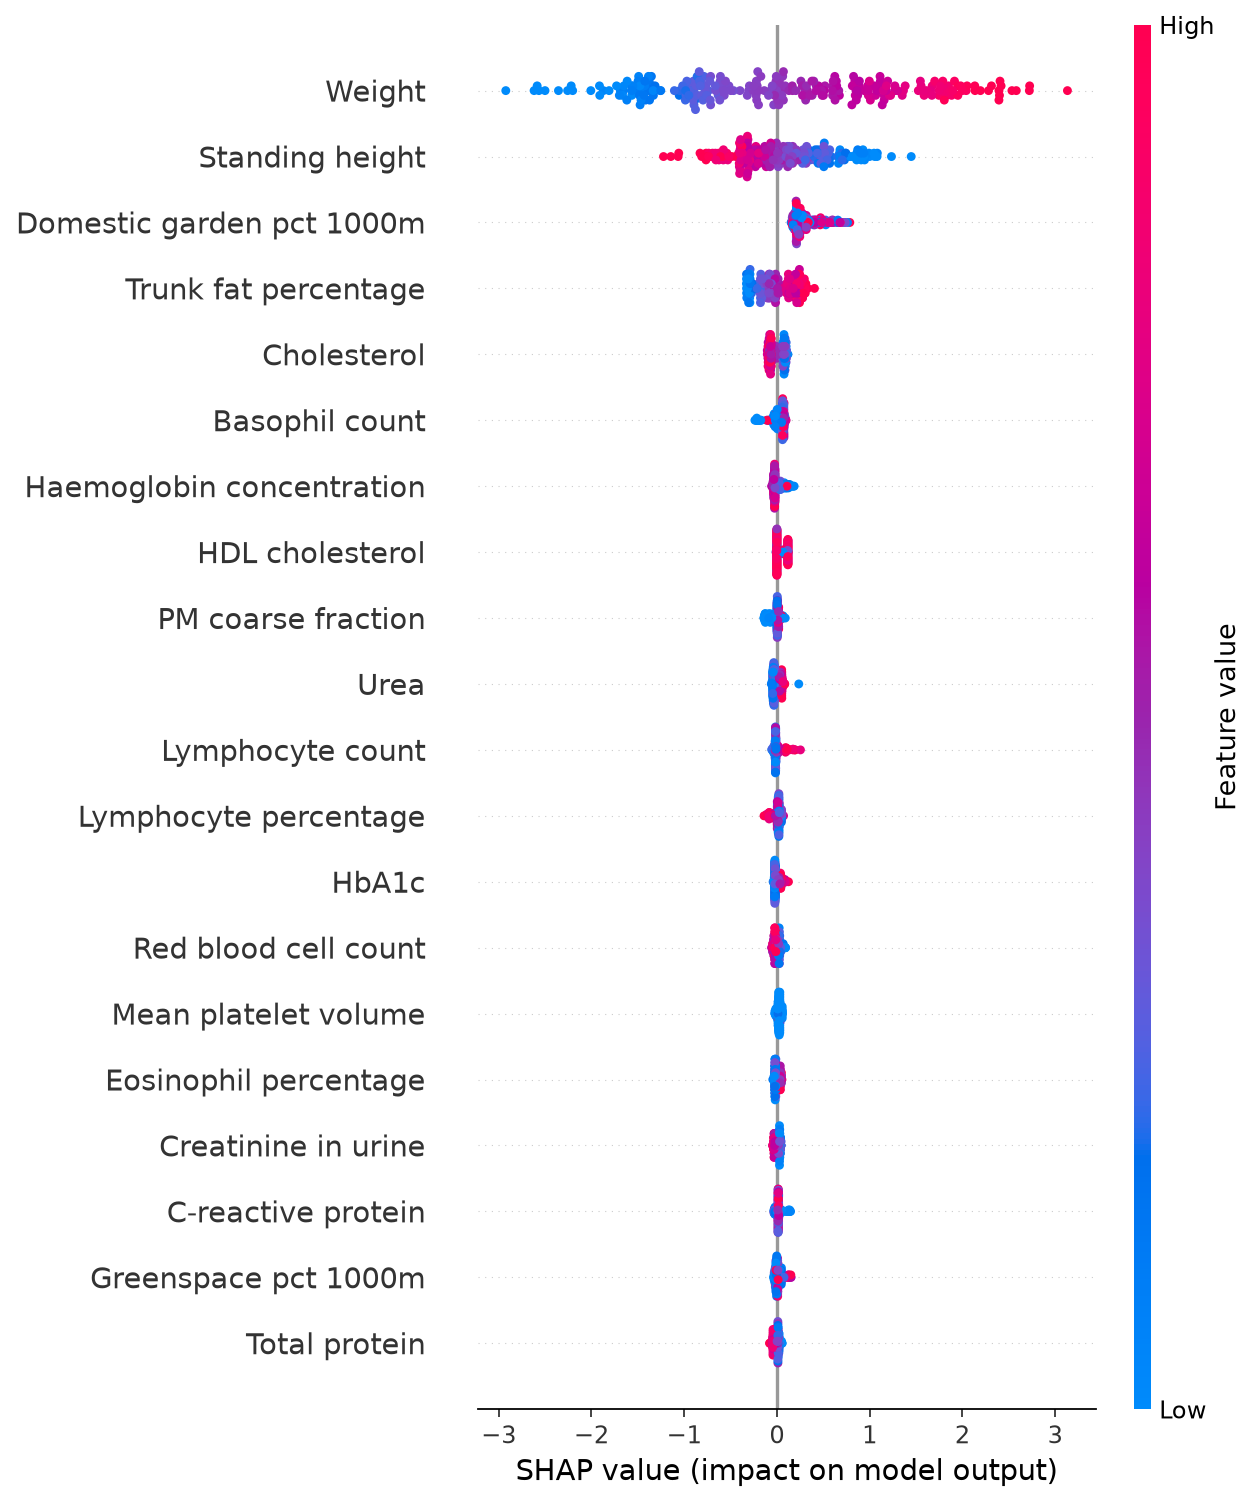 High
Weight
Standing height
Domestic garden pct 1000m
Trunk fat percentage
Cholesterol
Basophil count
Haemoglobin concentration
HDL cholesterol
PM coarse fraction
Urea
Lymphocyte count
Lymphocyte percentage
HbA1c
Red blood cell count
Mean platelet volume
Eosinophil percentage
Creatinine in urine
C-reactive protein
Greenspace pct 1000m
Total protein
Feature value
Low
−3 −2 −1 0 1 2 3
SHAP value (impact on model output)